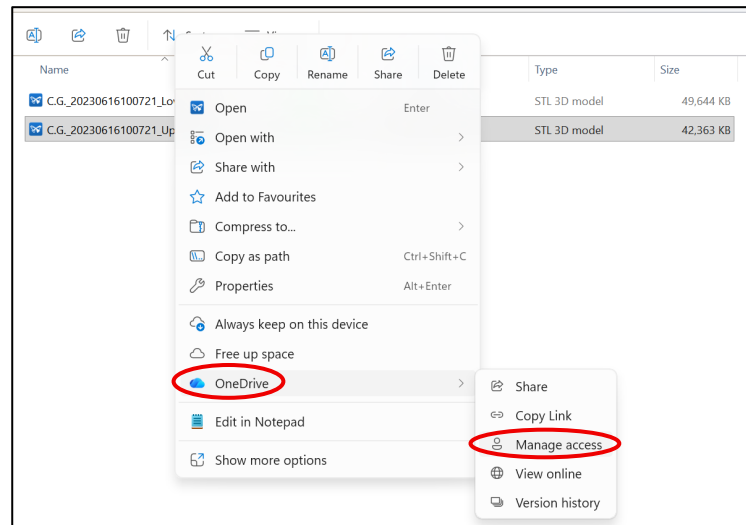 Cut Copy Rename Share Delete
Name Type Size
C.G._20230616100721_Lo STL 3D model 49,644 KB
C.G._20230616100721_Up STL 3D model 42,363 KB
Open Enter
Open with
Share with
Add to Favourites
Compress to...
Copy as path Ctrl+Shift+C
Properties Alt+Enter
Always keep on this device
Free up space
OneDrive
Edit in Notepad
Show more options
Share
Copy Link
Manage access
View online
Version history